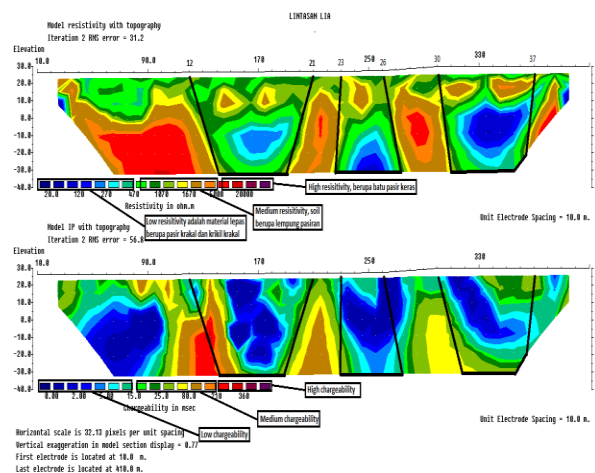 LINTASAN LIA
Model resistivity with topography
Iteration 2 RMS error = 31.2
Elevation
10.0 90.0 12 170 21 23 250 26 30 330 37
30.0
20.0
10.0
0.0
-10.0
-20.0
-30.0
-40.0
20.0 120 270 470 1070 1670 20000
High resistivity, berupa batu pasir keras
Resistivity in ohm.m
Medium resistivity, soil
berupa lempung pasiran
Low resistivity adalah material lepas
berupa pasir krakal dan krikil krakal
Unit Electrode Spacing = 10.0 m.
Model IP with topography
Iteration 2 RMS error = 56.8
Elevation
10.0 90.0 170 250 330
30.0
20.0
10.0
0.0
-10.0
-20.0
-30.0
-40.0
0.00 2.00 5.00 15.0 25.0 80.0 230 360
High chargeability
Chargeability in msec
Medium chargeability
Unit Electrode Spacing = 10.0 m.
Low chargeability
Horizontal scale is 32.13 pixels per unit spacing
Vertical exaggeration in model section display = 0.77
First electrode is located at 10.0 m.
Last electrode is located at 410.0 m.